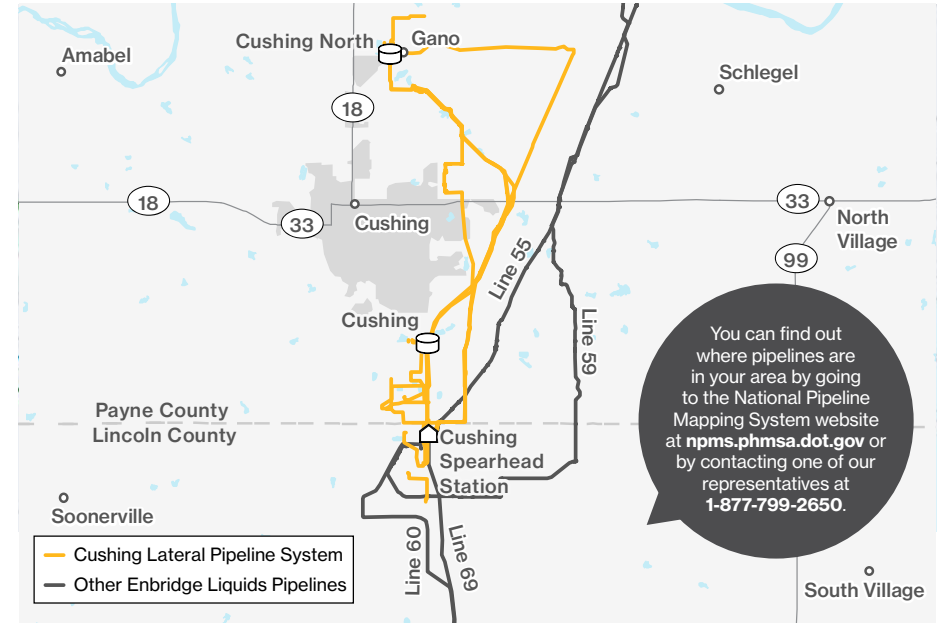 Cushing North
Gano
Amabel
Schlegel
18
18
33
Cushing
33
North
Village
99
Line 55
Cushing
Line 59
Payne County
Lincoln County
Cushing
Spearhead
Station
Soonerville
Line 60
Line 69
South Village
You can find out
where pipelines are
in your area by going
to the National Pipeline
Mapping System website
at npms.phmsa.dot.gov or
by contacting one of our
representatives at
1-877-799-2650.
Cushing Lateral Pipeline System
Other Enbridge Liquids Pipelines